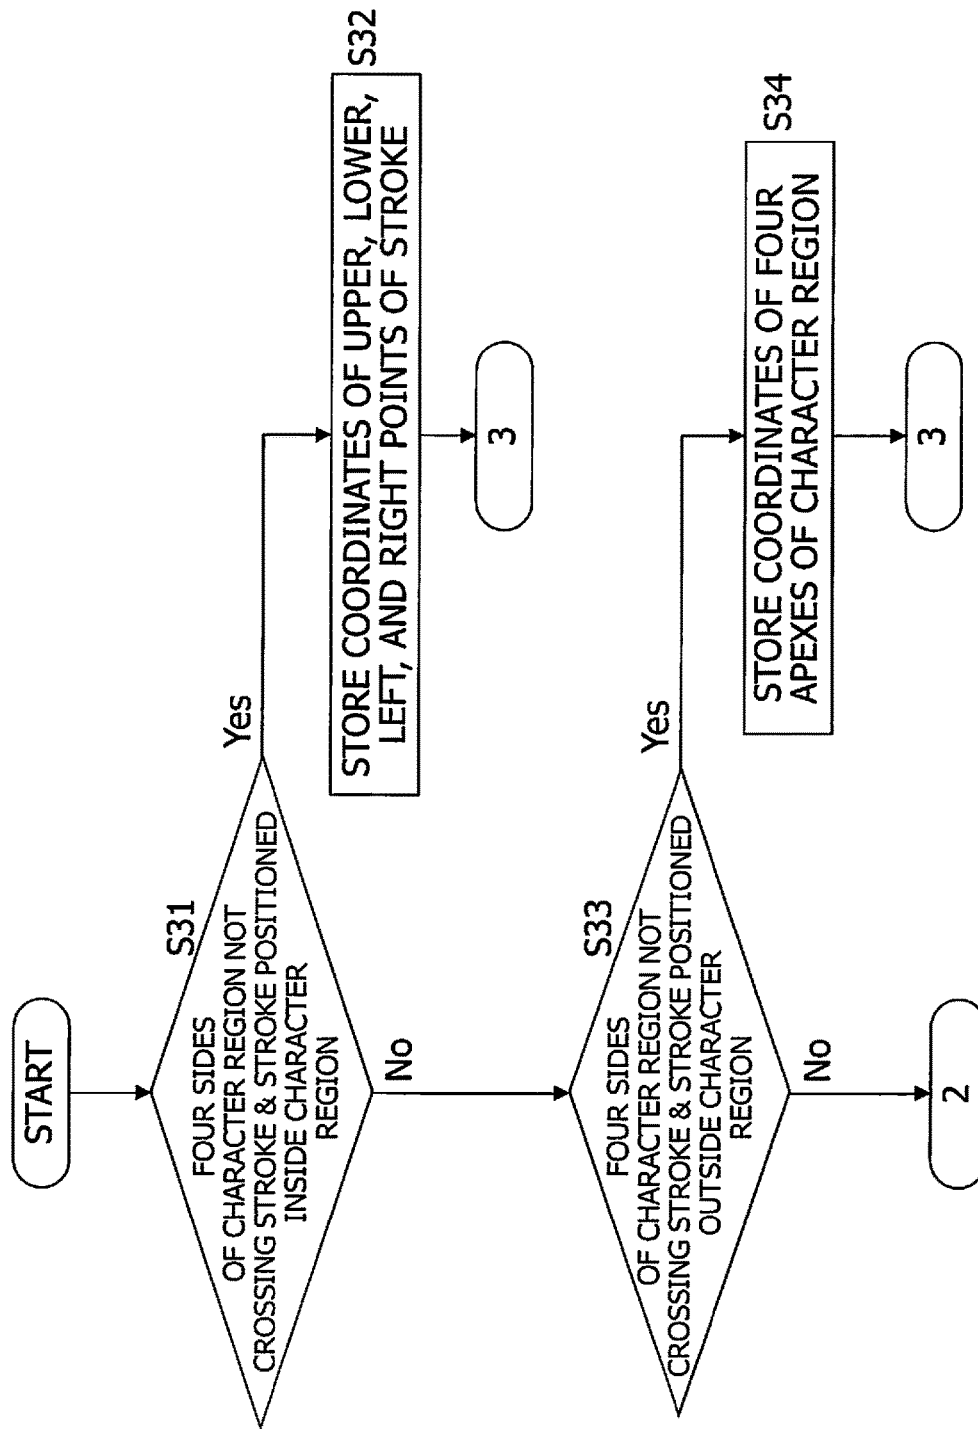 START
S31
FOUR SIDES
OF CHARACTER REGION NOT
CROSSING STROKE & STROKE POSITIONED
INSIDE CHARACTER
REGION
Yes
No
S32
STORE COORDINATES OF UPPER, LOWER,
LEFT, AND RIGHT POINTS OF STROKE
3
S33
FOUR SIDES
OF CHARACTER REGION NOT
CROSSING STROKE & STROKE POSITIONED
OUTSIDE CHARACTER
REGION
Yes
No
S34
STORE COORDINATES OF FOUR
APEXES OF CHARACTER REGION
3
2